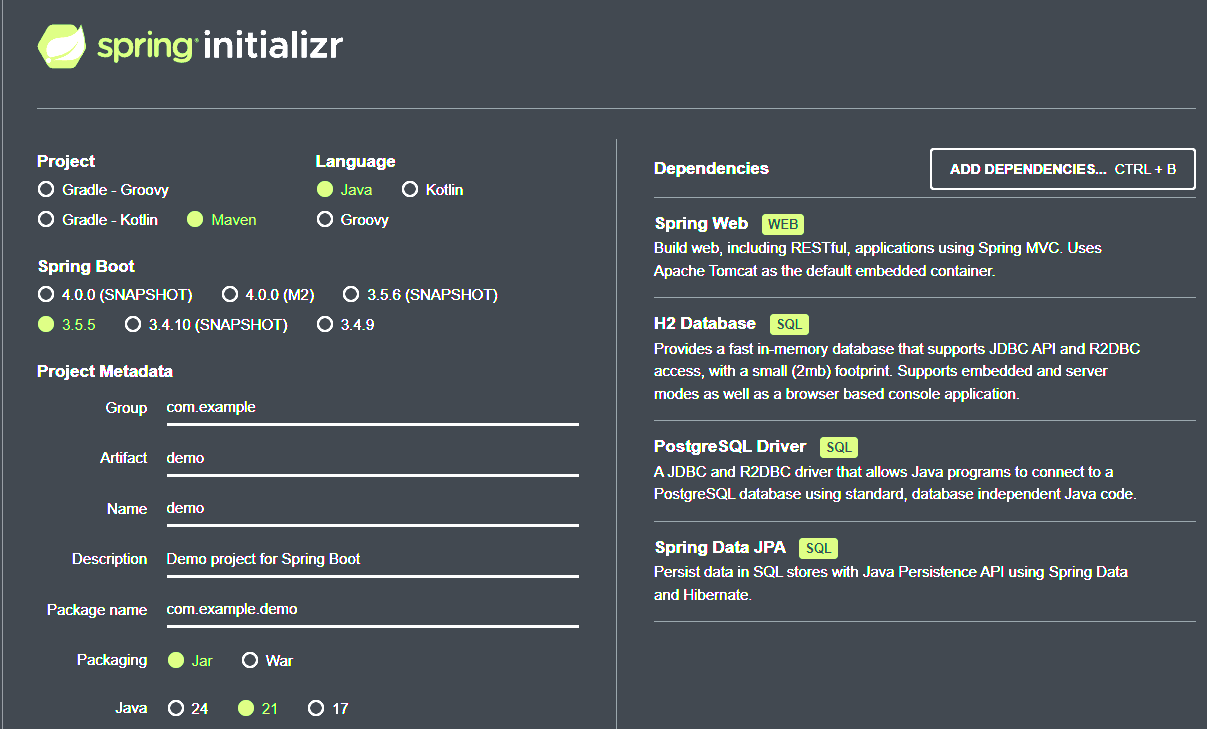 spring initializr
Project
Gradle - Groovy
Gradle - Kotlin Maven
Language
Java Kotlin
Groovy
Spring Boot
4.0.0 (SNAPSHOT) 4.0.0 (M2) 3.5.6 (SNAPSHOT)
3.5.5 3.4.10 (SNAPSHOT) 3.4.9
Project Metadata
Group com.example
Artifact demo
Name demo
Description Demo project for Spring Boot
Package name com.example.demo
Packaging Jar War
Java 24 21 17
Dependencies ADD DEPENDENCIES... CTRL + B
Spring Web WEB
Build web, including RESTful, applications using Spring MVC. Uses
Apache Tomcat as the default embedded container.
H2 Database SQL
Provides a fast in-memory database that supports JDBC API and R2DBC
access, with a small (2mb) footprint. Supports embedded and server
modes as well as a browser based console application.
PostgreSQL Driver SQL
A JDBC and R2DBC driver that allows Java programs to connect to a
PostgreSQL database using standard, database independent Java code.
Spring Data JPA SQL
Persist data in SQL stores with Java Persistence API using Spring Data
and Hibernate.